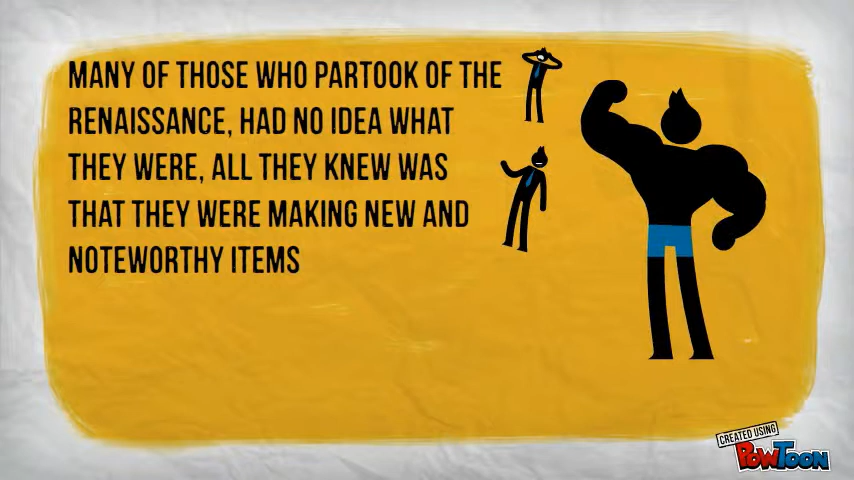 MANY OF THOSE WHO PARTOOK OF THE
RENAISSANCE, HAD NO IDEA WHAT
THEY WERE, ALL THEY KNEW WAS
THAT THEY WERE MAKING NEW AND
NOTEWORTHY ITEMS
CREATED USING
POWTOON